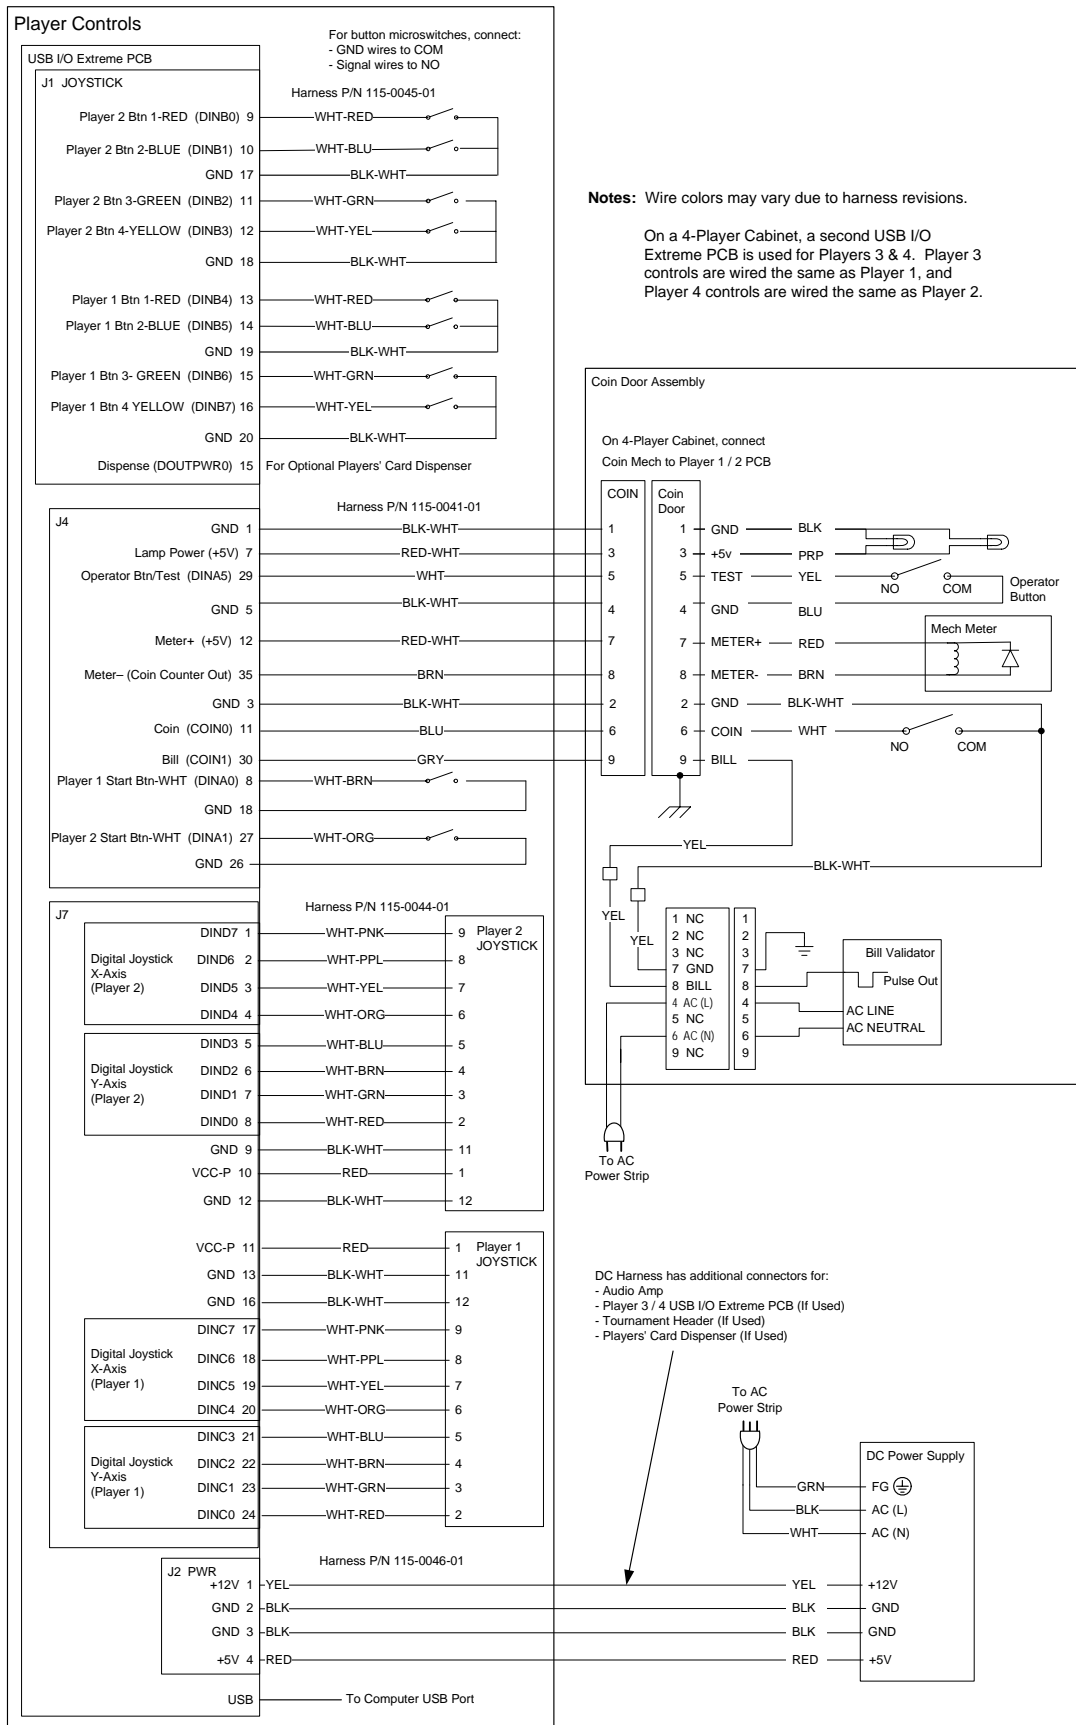 Player Controls
USB I/O Extreme PCB
For button microswitches, connect:
- GND wires to COM
- Signal wires to NO
J1 JOYSTICK
Harness P/N 115-0045-01
Player 2 Btn 1-RED (DINB0) 9 WHT-RED
Player 2 Btn 2-BLUE (DINB1) 10 WHT-BLU
GND 17 BLK-WHT
Player 2 Btn 3-GREEN (DINB2) 11 WHT-GRN
Player 2 Btn 4-YELLOW (DINB3) 12 WHT-YEL
GND 18 BLK-WHT
Player 1 Btn 1-RED (DINB4) 13 WHT-RED
Player 1 Btn 2-BLUE (DINB5) 14 WHT-BLU
GND 19 BLK-WHT
Player 1 Btn 3- GREEN (DINB6) 15 WHT-GRN
Player 1 Btn 4 YELLOW (DINB7) 16 WHT-YEL
GND 20 BLK-WHT
Dispense (DOUTPWR0) 15 For Optional Players' Card Dispenser
Notes: Wire colors may vary due to harness revisions.
On a 4-Player Cabinet, a second USB I/O
Extreme PCB is used for Players 3 & 4. Player 3
controls are wired the same as Player 1, and
Player 4 controls are wired the same as Player 2.
J4
Harness P/N 115-0041-01
GND 1 BLK-WHT
Lamp Power (+5V) 7 RED-WHT
Operator Btn/Test (DINA5) 29 WHT
GND 5 BLK-WHT
Meter+ (+5V) 12 RED-WHT
Meter– (Coin Counter Out) 35 BRN
GND 3 BLK-WHT
Coin (COIN0) 11 BLU
Bill (COIN1) 30 GRY
Player 1 Start Btn-WHT (DINA0) 8 WHT-BRN
GND 18
Player 2 Start Btn-WHT (DINA1) 27 WHT-ORG
GND 26
Coin Door Assembly
On 4-Player Cabinet, connect
Coin Mech to Player 1 / 2 PCB
COIN
Coin
Door
1 1 GND BLK
3 3 +5v PRP
5 5 TEST YEL
NO COM
Operator
Button
4 4 GND BLU
Mech Meter
7 7 METER+ RED
8 8 METER- BRN
2 2 GND BLK-WHT
6 6 COIN WHT
NO COM
9 9 BILL
YEL
BLK-WHT
YEL
YEL
1 NC 1
2 NC 2
3 NC 3
7 GND 7
8 BILL 8
4 AC (L) 4
5 NC 5
6 AC (N) 6
9 NC 9
Bill Validator
Pulse Out
AC LINE
AC NEUTRAL
To AC
Power Strip
J7
Harness P/N 115-0044-01
Digital Joystick
X-Axis
(Player 2)
DIND7 1 WHT-PNK 9
DIND6 2 WHT-PPL 8
DIND5 3 WHT-YEL 7
DIND4 4 WHT-ORG 6
Player 2
JOYSTICK
Digital Joystick
Y-Axis
(Player 2)
DIND3 5 WHT-BLU 5
DIND2 6 WHT-BRN 4
DIND1 7 WHT-GRN 3
DIND0 8 WHT-RED 2
GND 9 BLK-WHT 11
VCC-P 10 RED 1
GND 12 BLK-WHT 12
VCC-P 11 RED 1
Player 1
JOYSTICK
GND 13 BLK-WHT 11
GND 16 BLK-WHT 12
Digital Joystick
X-Axis
(Player 1)
DINC7 17 WHT-PNK 9
DINC6 18 WHT-PPL 8
DINC5 19 WHT-YEL 7
DINC4 20 WHT-ORG 6
Digital Joystick
Y-Axis
(Player 1)
DINC3 21 WHT-BLU 5
DINC2 22 WHT-BRN 4
DINC1 23 WHT-GRN 3
DINC0 24 WHT-RED 2
DC Harness has additional connectors for:
- Audio Amp
- Player 3 / 4 USB I/O Extreme PCB (If Used)
- Tournament Header (If Used)
- Players' Card Dispenser (If Used)
To AC
Power Strip
DC Power Supply
GRN FG
BLK AC (L)
WHT AC (N)
J2 PWR
Harness P/N 115-0046-01
+12V 1 YEL YEL +12V
GND 2 BLK BLK GND
GND 3 BLK BLK GND
+5V 4 RED RED +5V
USB To Computer USB Port